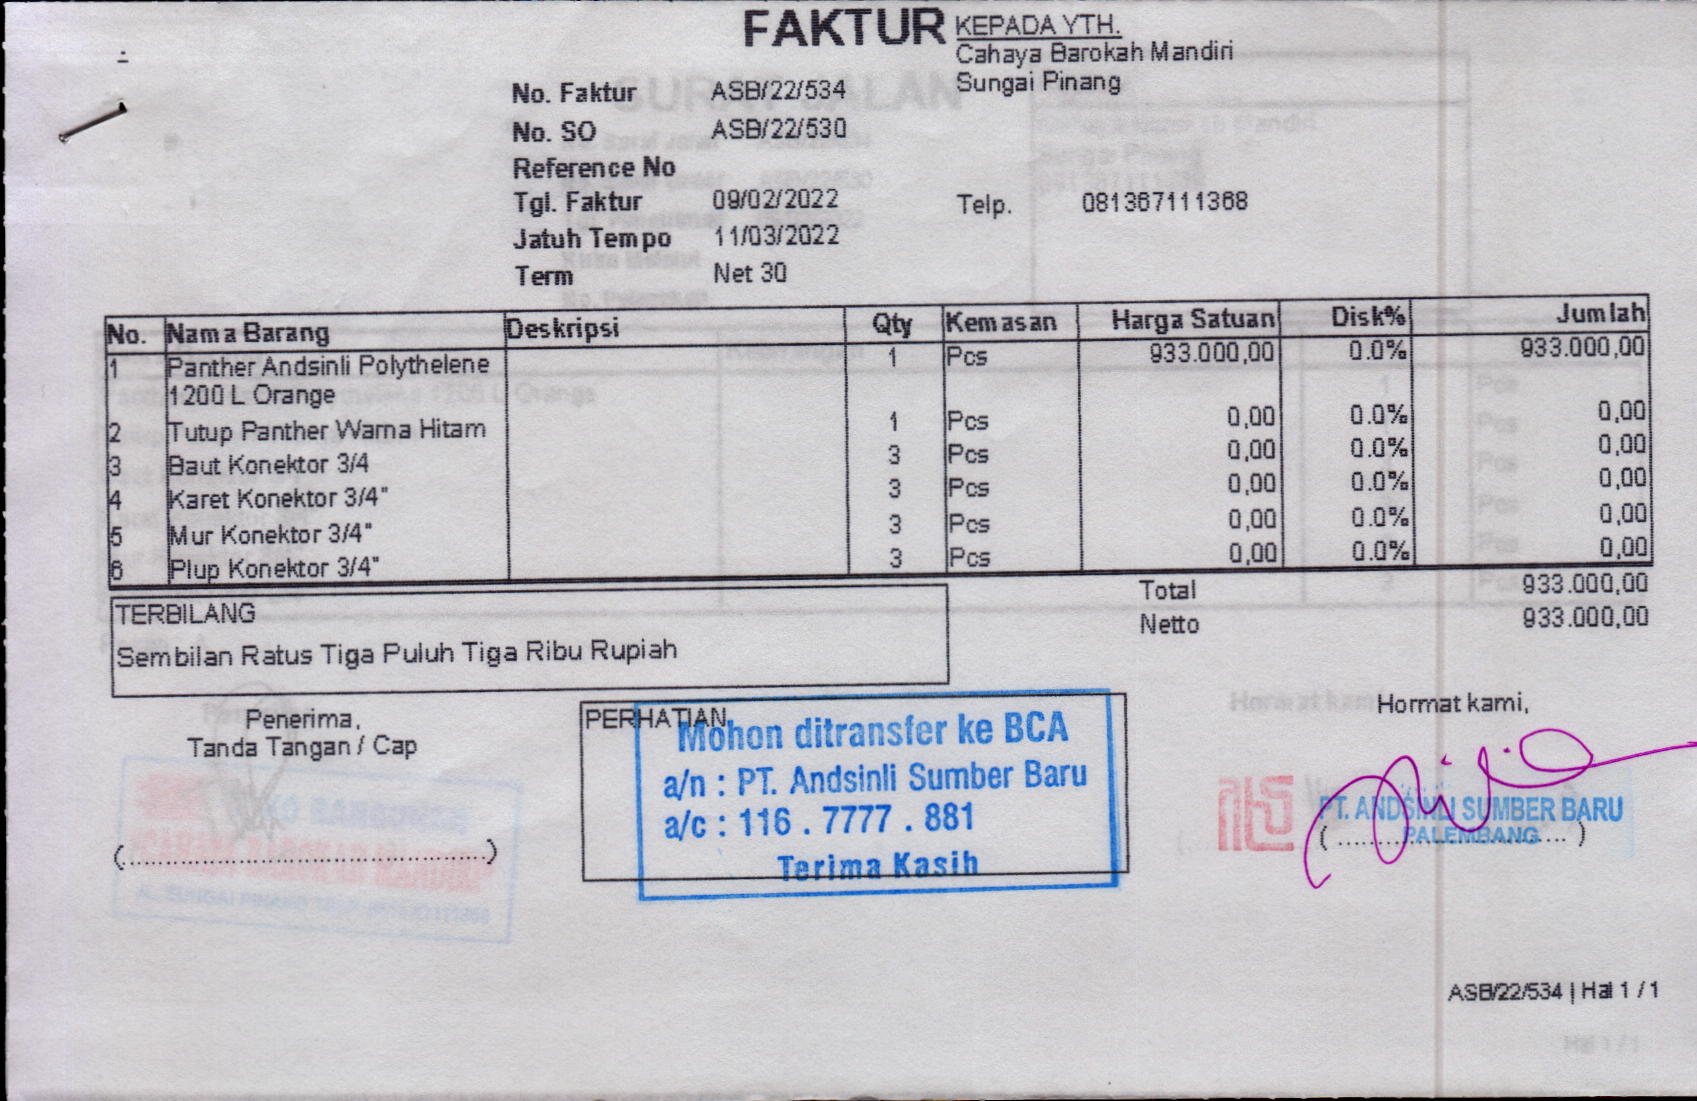 FAKTUR
KEPADA YTH.
Cahaya Barokah Mandiri
Sungai Pinang
No. Faktur ASB/22/534
No. SO ASB/22/530
Reference No
Tgl. Faktur 09/02/2022
Telp. 081367111368
Jatuh Tempo 11/03/2022
Term Net 30
No. Nama Barang Deskripsi Qty Kemasan Harga Satuan Disk% Jumlah
1 Panther Andsinli Polythelene 1 Pcs 933.000,00 0.0% 933.000,00
1200 L Orange
2 Tutup Panther Warna Hitam 1 Pcs 0,00 0.0% 0,00
3 Baut Konektor 3/4 3 Pcs 0,00 0.0% 0,00
4 Karet Konektor 3/4" 3 Pcs 0,00 0.0% 0,00
5 Mur Konektor 3/4" 3 Pcs 0,00 0.0% 0,00
6 Plup Konektor 3/4" 3 Pcs 0,00 0.0% 0,00
Total 933.000,00
Netto 933.000,00
TERBILANG
Sembilan Ratus Tiga Puluh Tiga Ribu Rupiah
Penerima,
Tanda Tangan / Cap
(..........................................)
PERHATIAN
Mohon ditransfer ke BCA
a/n : PT. Andsinli Sumber Baru
a/c : 116 . 7777 . 881
Terima Kasih
Hormat kami,
PT. ANDSINLI SUMBER BARU
PALEMBANG
(..............................)
ASB/22/534 | Hal 1 / 1